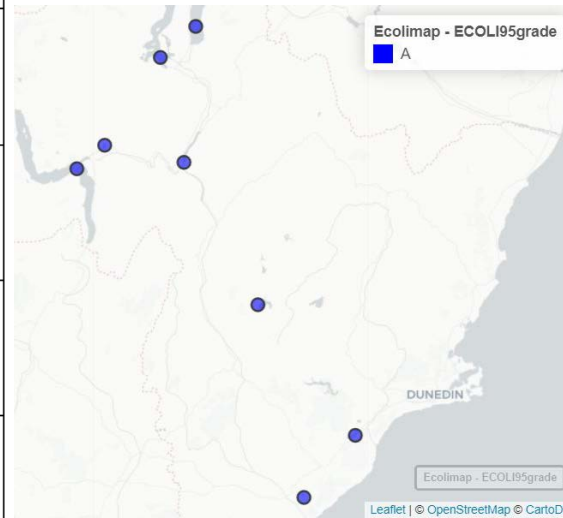 Ecolimap - ECOLI95grade
A
DUNEDIN
Ecolimap - ECOLI95grade
Leaflet | © OpenStreetMap © CartoD